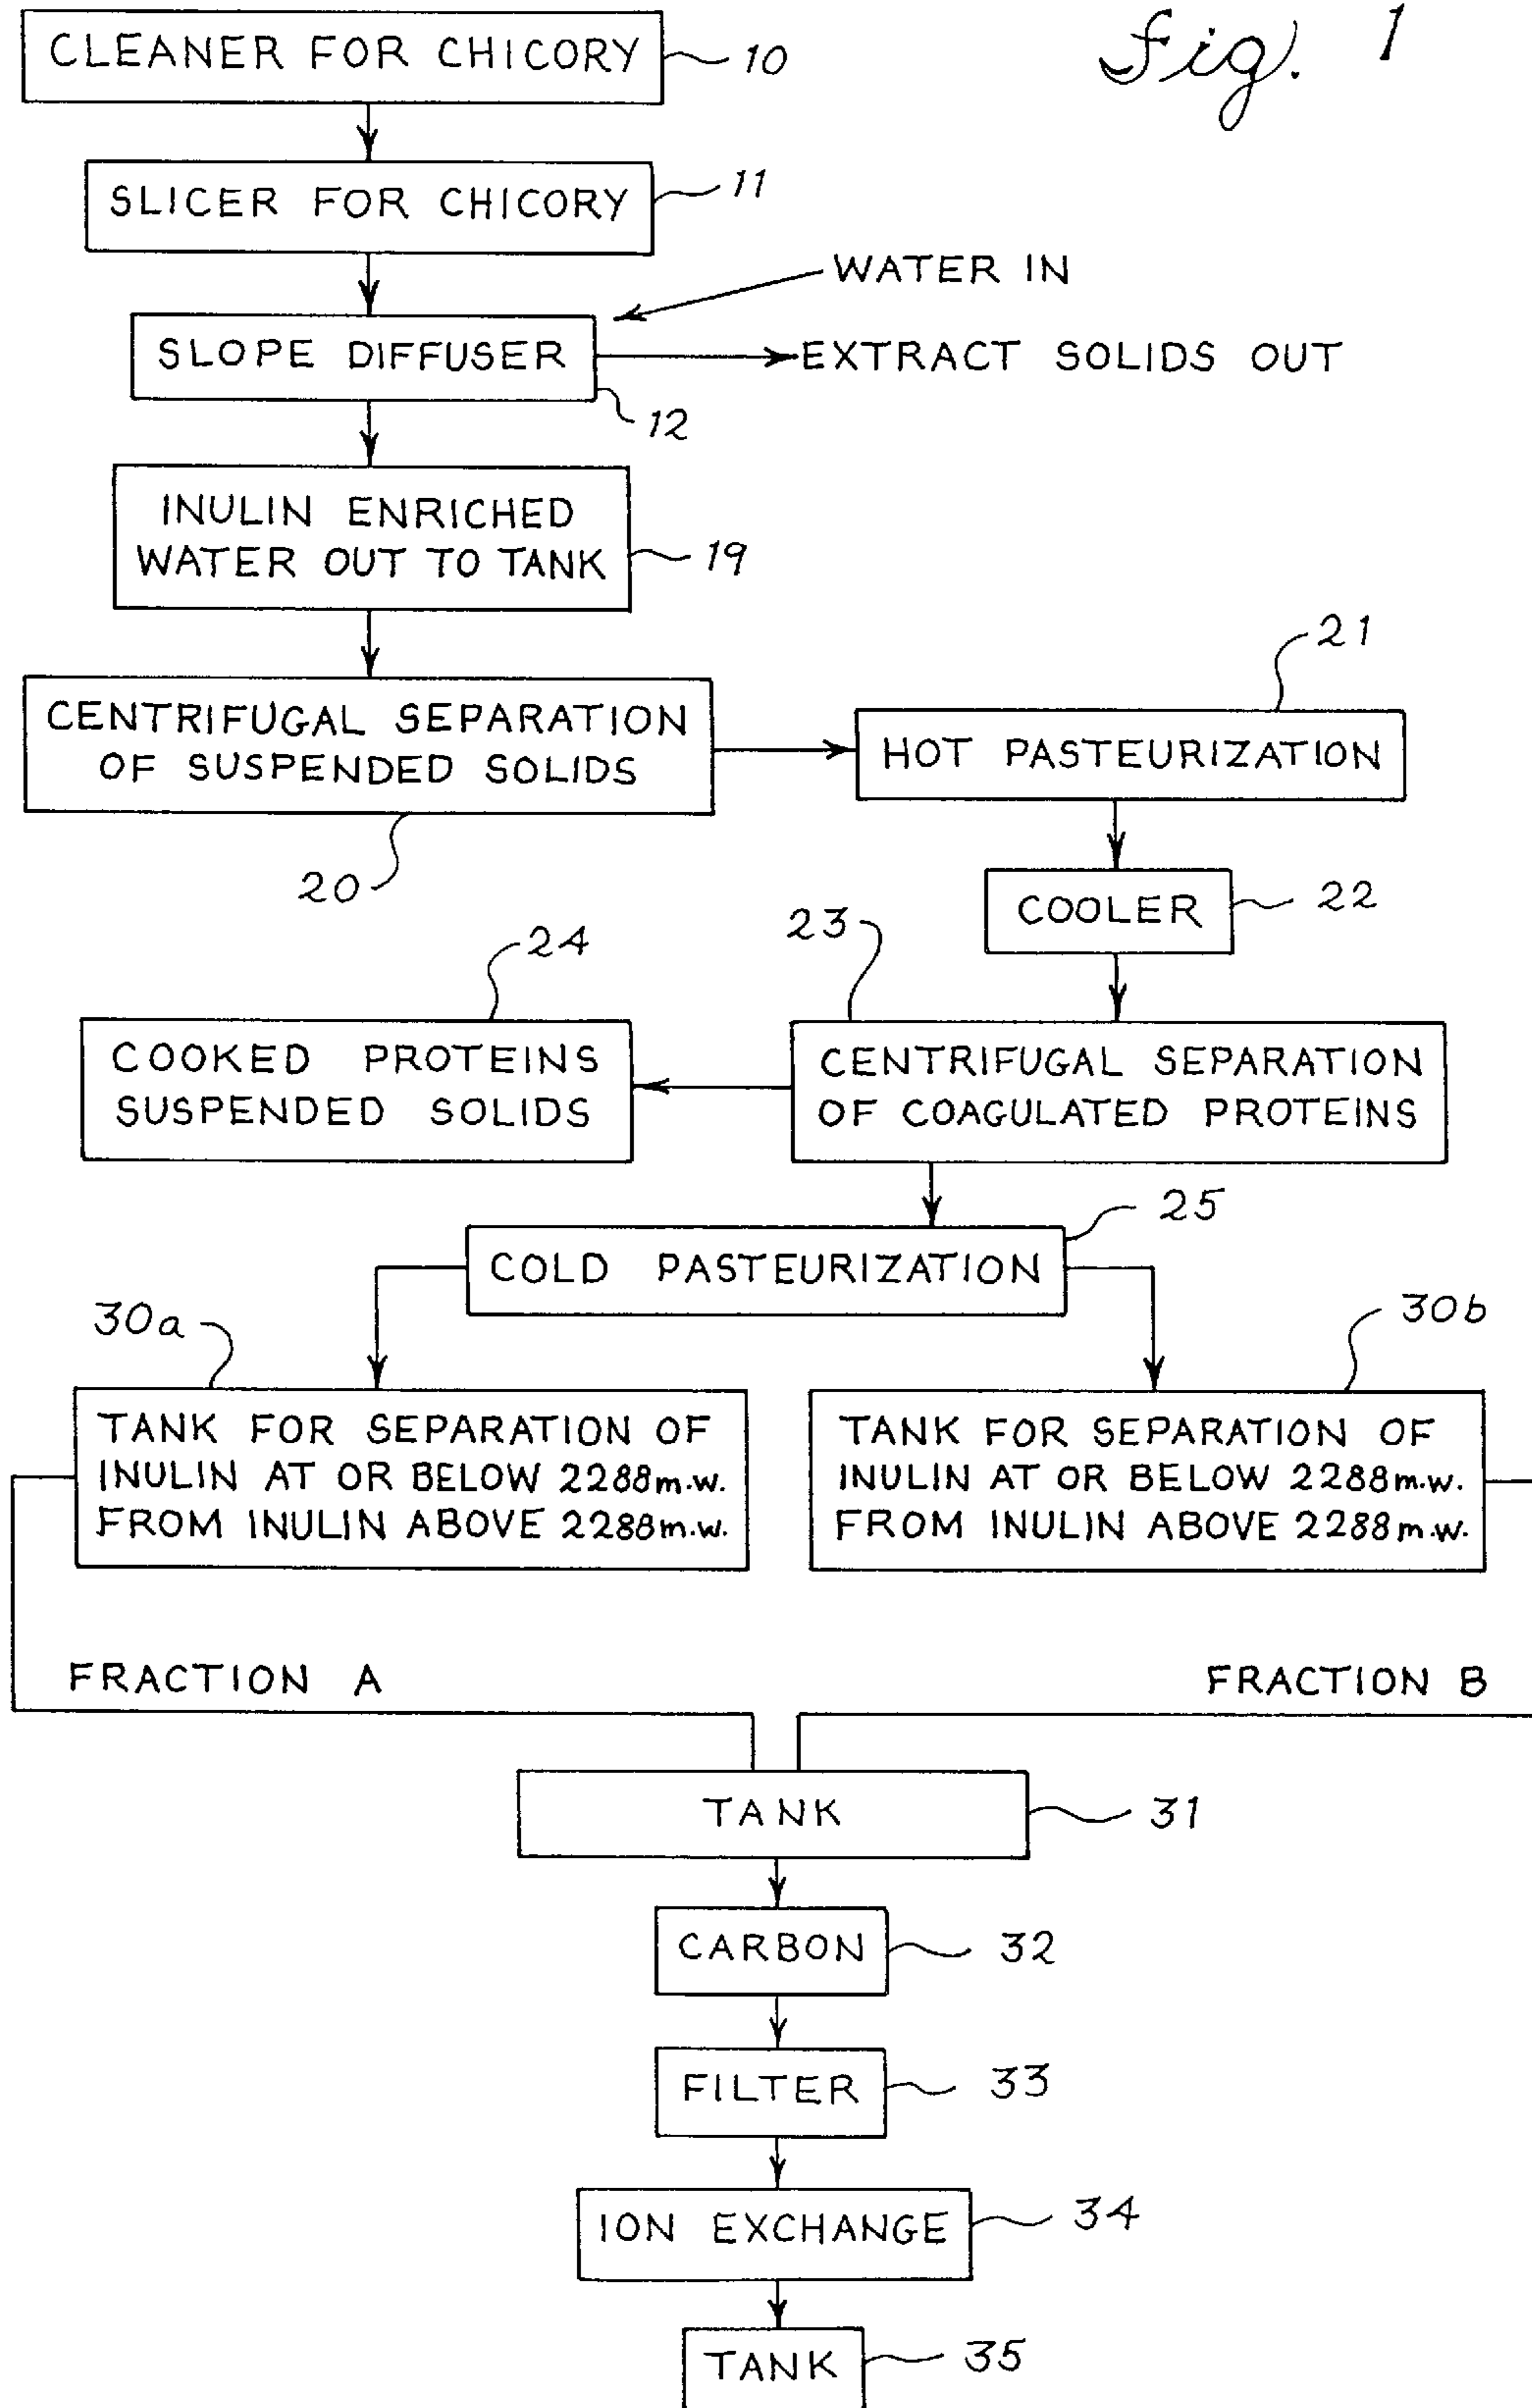 Fig. 1
CLEANER FOR CHICORY
10
SLICER FOR CHICORY
11
WATER IN
SLOPE DIFFUSER
EXTRACT SOLIDS OUT
12
INULIN ENRICHED
WATER OUT TO TANK
19
21
CENTRIFUGAL SEPARATION
OF SUSPENDED SOLIDS
HOT PASTEURIZATION
20
COOLER
22
23
24
COOKED PROTEINS
SUSPENDED SOLIDS
CENTRIFUGAL SEPARATION
OF COAGULATED PROTEINS
25
COLD PASTEURIZATION
30a
30b
TANK FOR SEPARATION OF
INULIN AT OR BELOW 2288 m.w.
FROM INULIN ABOVE 2288 m.w.
TANK FOR SEPARATION OF
INULIN AT OR BELOW 2288 m.w.
FROM INULIN ABOVE 2288 m.w.
FRACTION A
FRACTION B
TANK
31
CARBON
32
FILTER
33
ION EXCHANGE
34
TANK
35